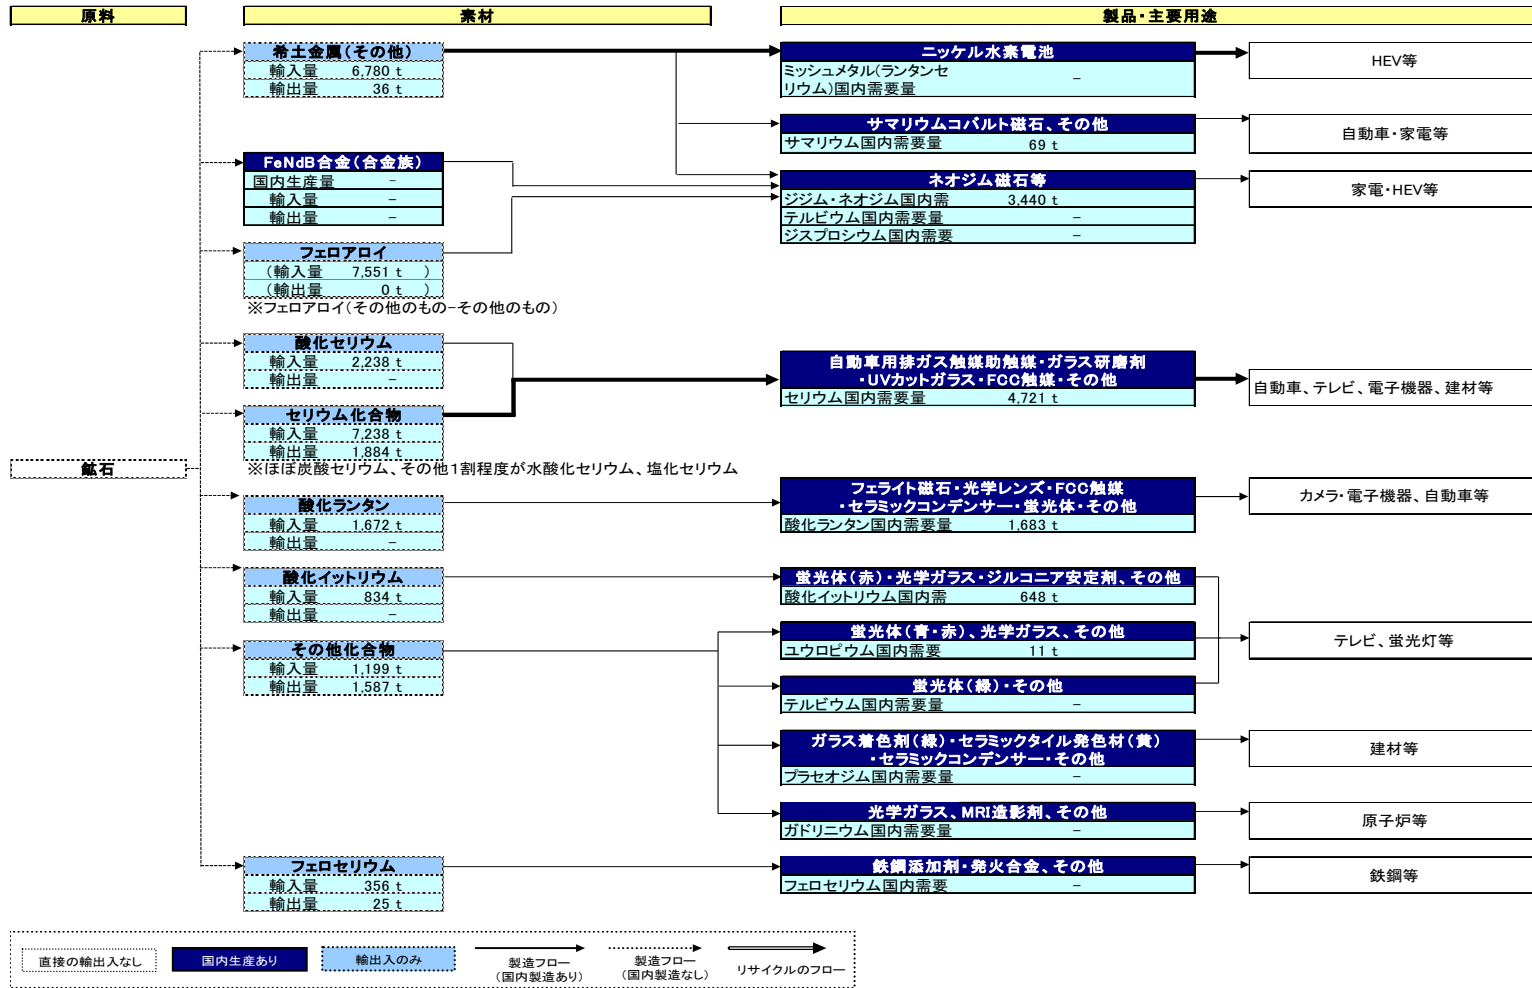 原料
素材
製品・主要用途
希土金属(その他)
輸入量 6,780 t
輸出量 36 t
ニッケル水素電池
ミッシュメタル(ランタンセ
リウム)国内需要量 −
HEV等
サマリウムコバルト磁石、その他
サマリウム国内需要量 69 t
自動車・家電等
FeNdB合金(合金族)
国内生産量 −
輸入量 −
輸出量 −
ネオジム磁石等
ジジム・ネオジム国内需 3,440 t
テルビウム国内需要量 −
ジスプロシウム国内需要 −
家電・HEV等
フェロアロイ
(輸入量 7,551 t )
(輸出量 0 t )
※フェロアロイ(その他のもの−その他のもの)
酸化セリウム
輸入量 2,238 t
輸出量 −
自動車用排ガス触媒助触媒・ガラス研磨剤
・UVカットガラス・FCC触媒・その他
セリウム国内需要量 4,721 t
自動車、テレビ、電子機器、建材等
セリウム化合物
輸入量 7,238 t
輸出量 1,884 t
※ほぼ炭酸セリウム、その他1割程度が水酸化セリウム、塩化セリウム
鉱石
酸化ランタン
輸入量 1,672 t
輸出量 −
フェライト磁石・光学レンズ・FCC触媒
・セラミックコンデンサー・蛍光体・その他
酸化ランタン国内需要量 1,683 t
カメラ・電子機器、自動車等
酸化イットリウム
輸入量 834 t
輸出量 −
蛍光体(赤)・光学ガラス・ジルコニア安定剤、その他
酸化イットリウム国内需 648 t
その他化合物
輸入量 1,199 t
輸出量 1,587 t
蛍光体(青・赤)、光学ガラス、その他
ユウロピウム国内需要 11 t
テレビ、蛍光灯等
蛍光体(緑)・その他
テルビウム国内需要量 −
ガラス着色剤(緑)・セラミックタイル発色材(黄)
・セラミックコンデンサー・その他
プラセオジム国内需要量 −
建材等
光学ガラス、MRI造影剤、その他
ガドリニウム国内需要量 −
原子炉等
フェロセリウム
輸入量 356 t
輸出量 25 t
鉄鋼添加剤・発火合金、その他
フェロセリウム国内需要 −
鉄鋼等
直接の輸出入なし
国内生産あり
輸出入のみ
製造フロー
(国内製造あり)
製造フロー
(国内製造なし)
リサイクルのフロー